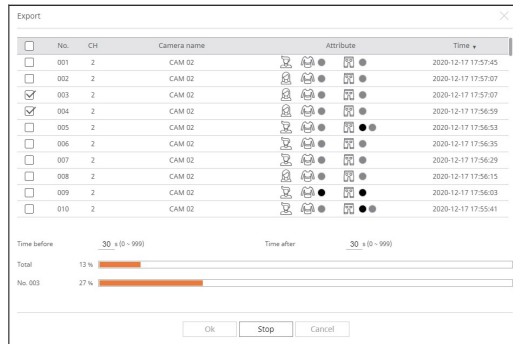 Export
No. CH Camera name Attribute Time
001 2 CAM 02 2020-12-17 17:57:45
002 2 CAM 02 2020-12-17 17:57:07
003 2 CAM 02 2020-12-17 17:57:07
004 2 CAM 02 2020-12-17 17:56:59
005 2 CAM 02 2020-12-17 17:56:53
006 2 CAM 02 2020-12-17 17:56:35
007 2 CAM 02 2020-12-17 17:56:29
008 2 CAM 02 2020-12-17 17:56:15
009 2 CAM 02 2020-12-17 17:56:03
010 2 CAM 02 2020-12-17 17:55:41
Time before 30 s (0 ~ 999) Time after 30 s (0 ~ 999)
Total 13 %
No. 003 27 %
Ok Stop Cancel